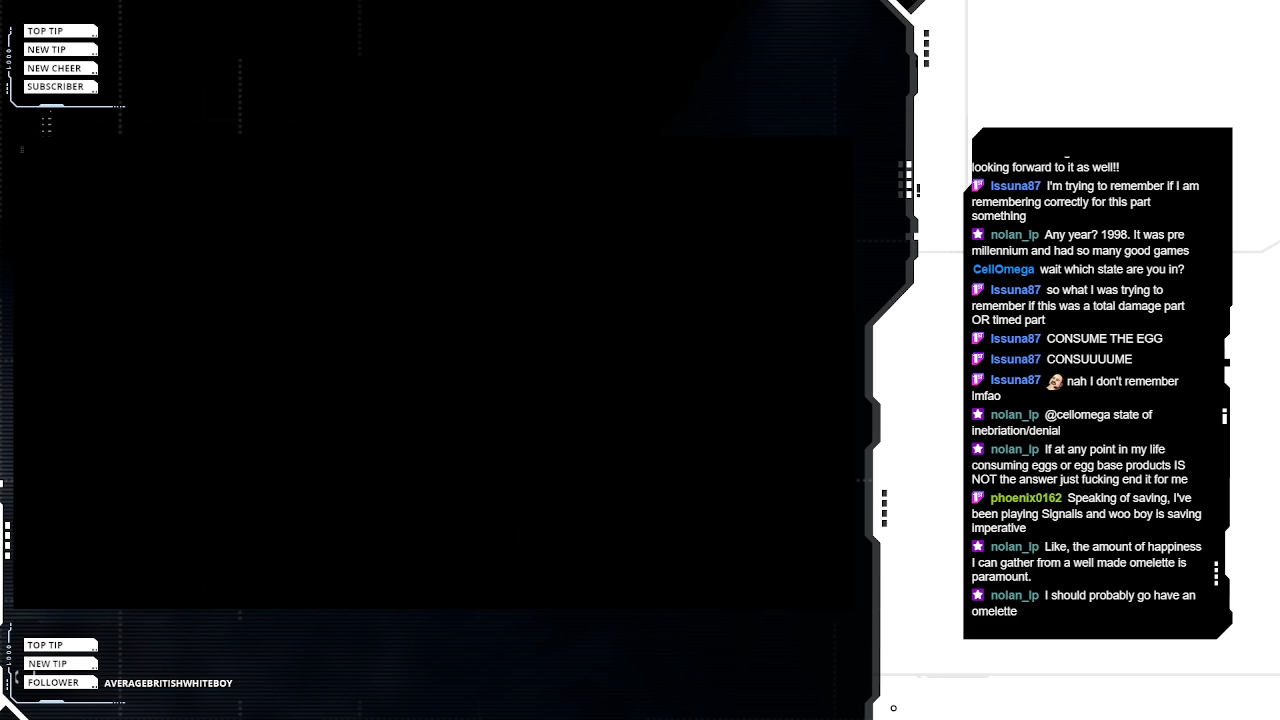 TOP TIP
NEW TIP
NEW CHEER
SUBSCRIBER
looking forward to it as well!!
Issuna87 I'm trying to remember if I am
remembering correctly for this part
something
nolan_lp Any year? 1998. It was pre
millennium and had so many good games
CellOmega wait which state are you in?
Issuna87 so what I was trying to
remember if this was a total damage part
OR timed part
Issuna87 CONSUME THE EGG
Issuna87 CONSUUUUME
Issuna87 nah I don't remember
lmfao
nolan_lp @cellomega state of
inebriation/denial
nolan_lp If at any point in my life
consuming eggs or egg base products IS
NOT the answer just fucking end it for me
phoenix0162 Speaking of saving, I've
been playing Signalis and woo boy is saving
imperative
nolan_lp Like, the amount of happiness
I can gather from a well made omelette is
paramount.
nolan_lp I should probably go have an
omelette
TOP TIP
NEW TIP
FOLLOWER AVERAGEBRITISHWHITEBOY